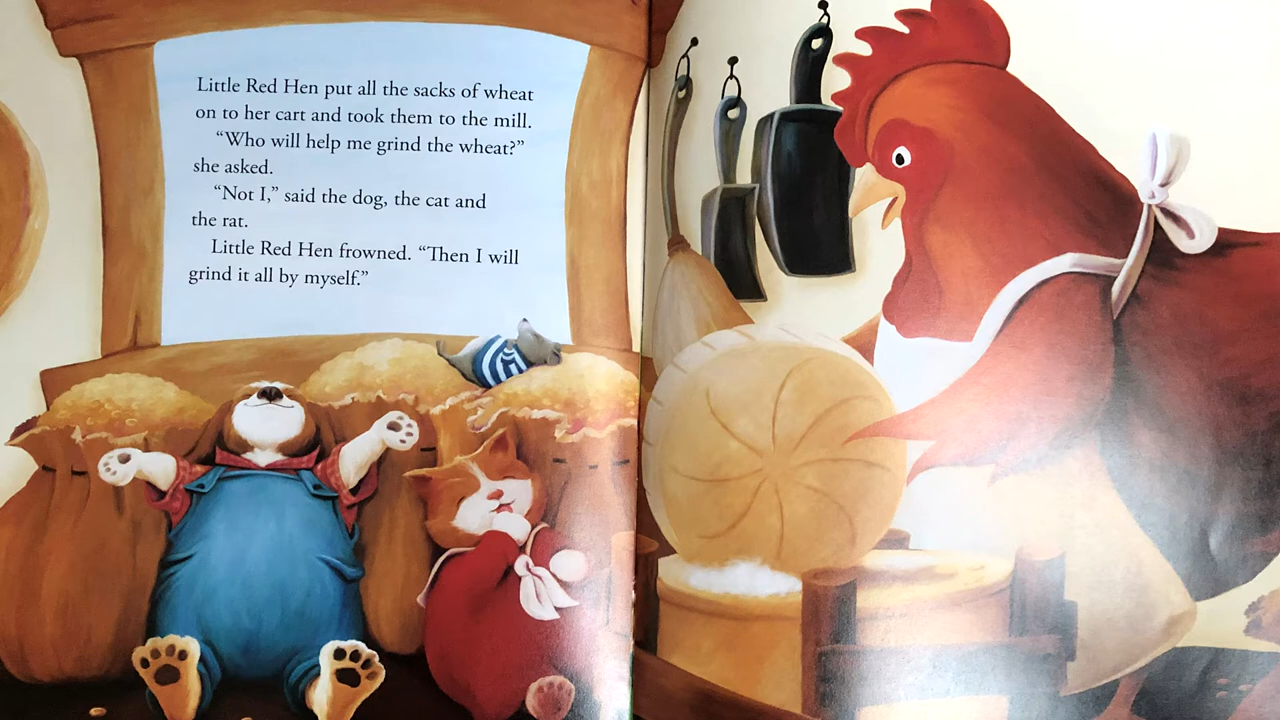 Little Red Hen put all the sacks of wheat
on to her cart and took them to the mill.
“Who will help me grind the wheat?”
she asked.
“Not I,” said the dog, the cat and
the rat.
Little Red Hen frowned. “Then I will
grind it all by myself.”